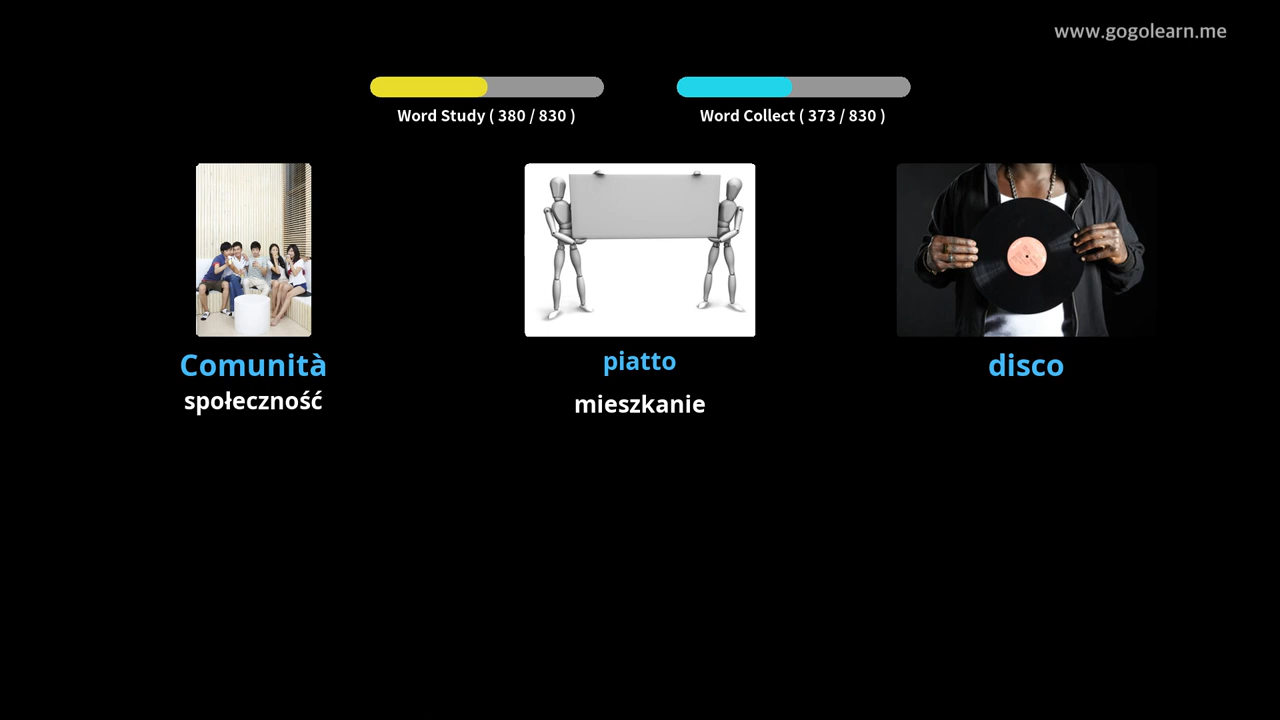 www.gogolearn.me
Word Study ( 380 / 830 )
Word Collect ( 373 / 830 )
Comunità
społeczność
piatto
mieszkanie
disco